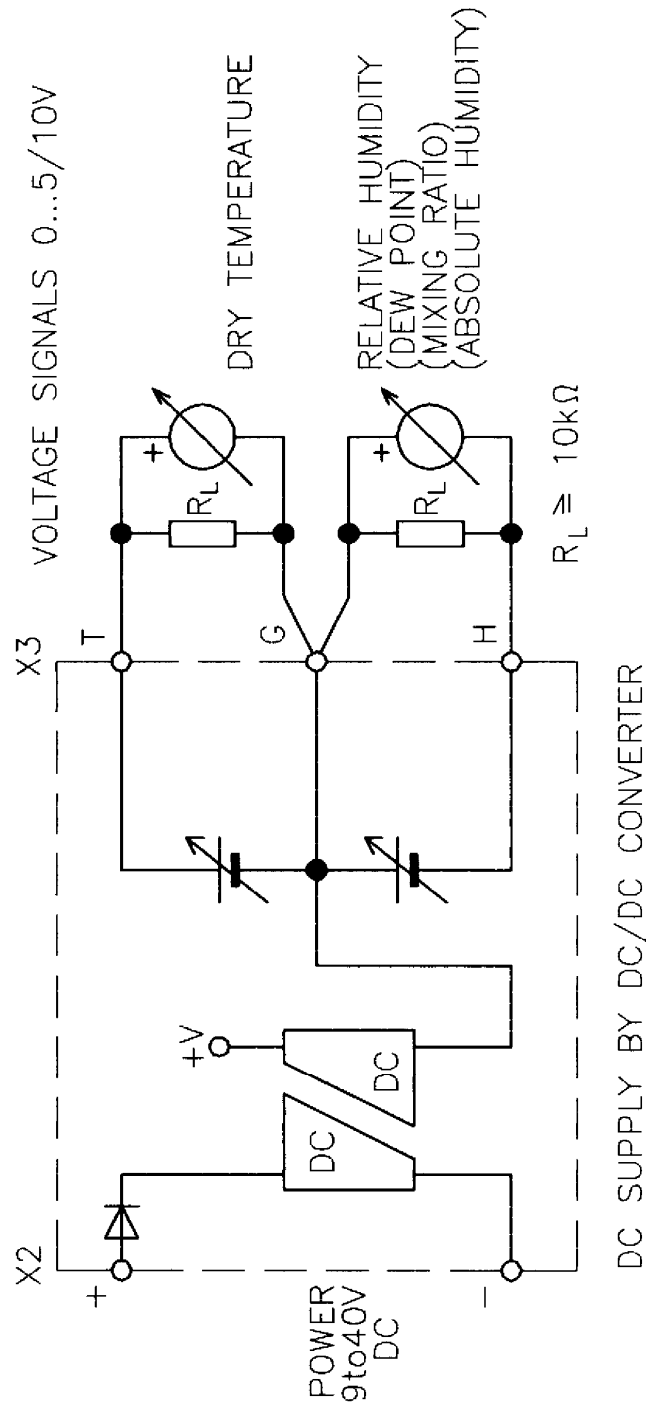 VOLTAGE SIGNALS 0...5/10V
X2
X3
+
T
+
DRY TEMPERATURE
R_L
+V
POWER
9to40V
DC
DC
DC
G
RELATIVE HUMIDITY
(DEW POINT)
(MIXING RATIO)
(ABSOLUTE HUMIDITY)
+
R_L
-
H
R_L ≥ 10kΩ
DC SUPPLY BY DC/DC CONVERTER